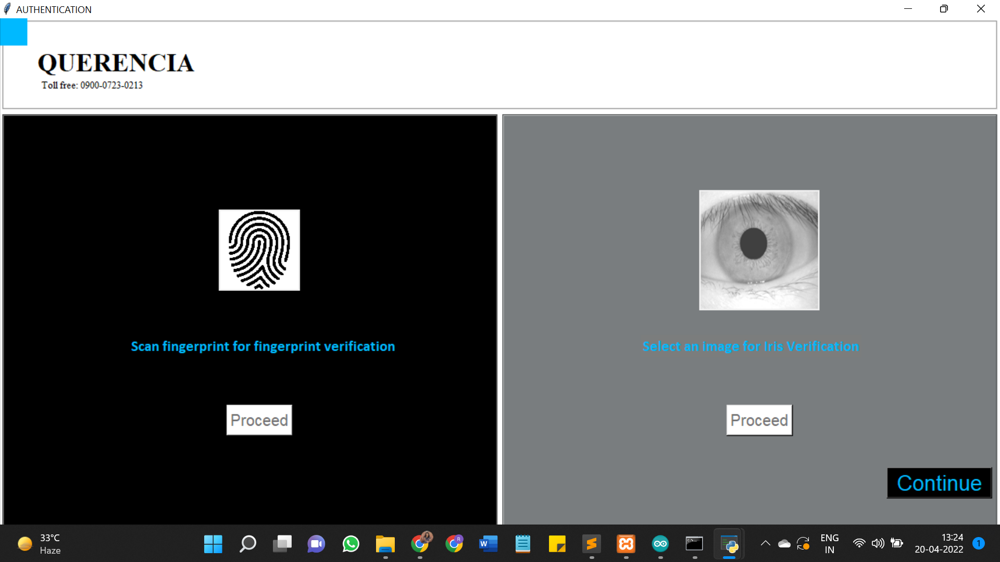 AUTHENTICATION
QUERENCIA
Toll free: 0900-0723-0213
Scan fingerprint for fingerprint verification
Select an image for Iris Verification
Proceed
Proceed
Continue
33°C
Haze
R
W
ENG
IN
13:24
20-04-2022
1